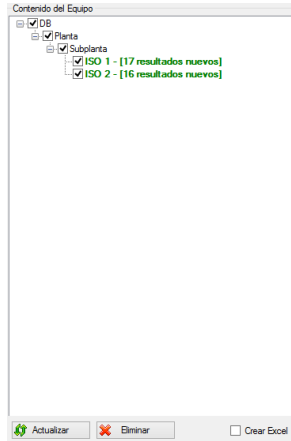 Contenido del Equipo
DB
Planta
Subplanta
ISO 1 - [17 resultados nuevos]
ISO 2 - [16 resultados nuevos]
Actualizar Eliminar Crear Excel